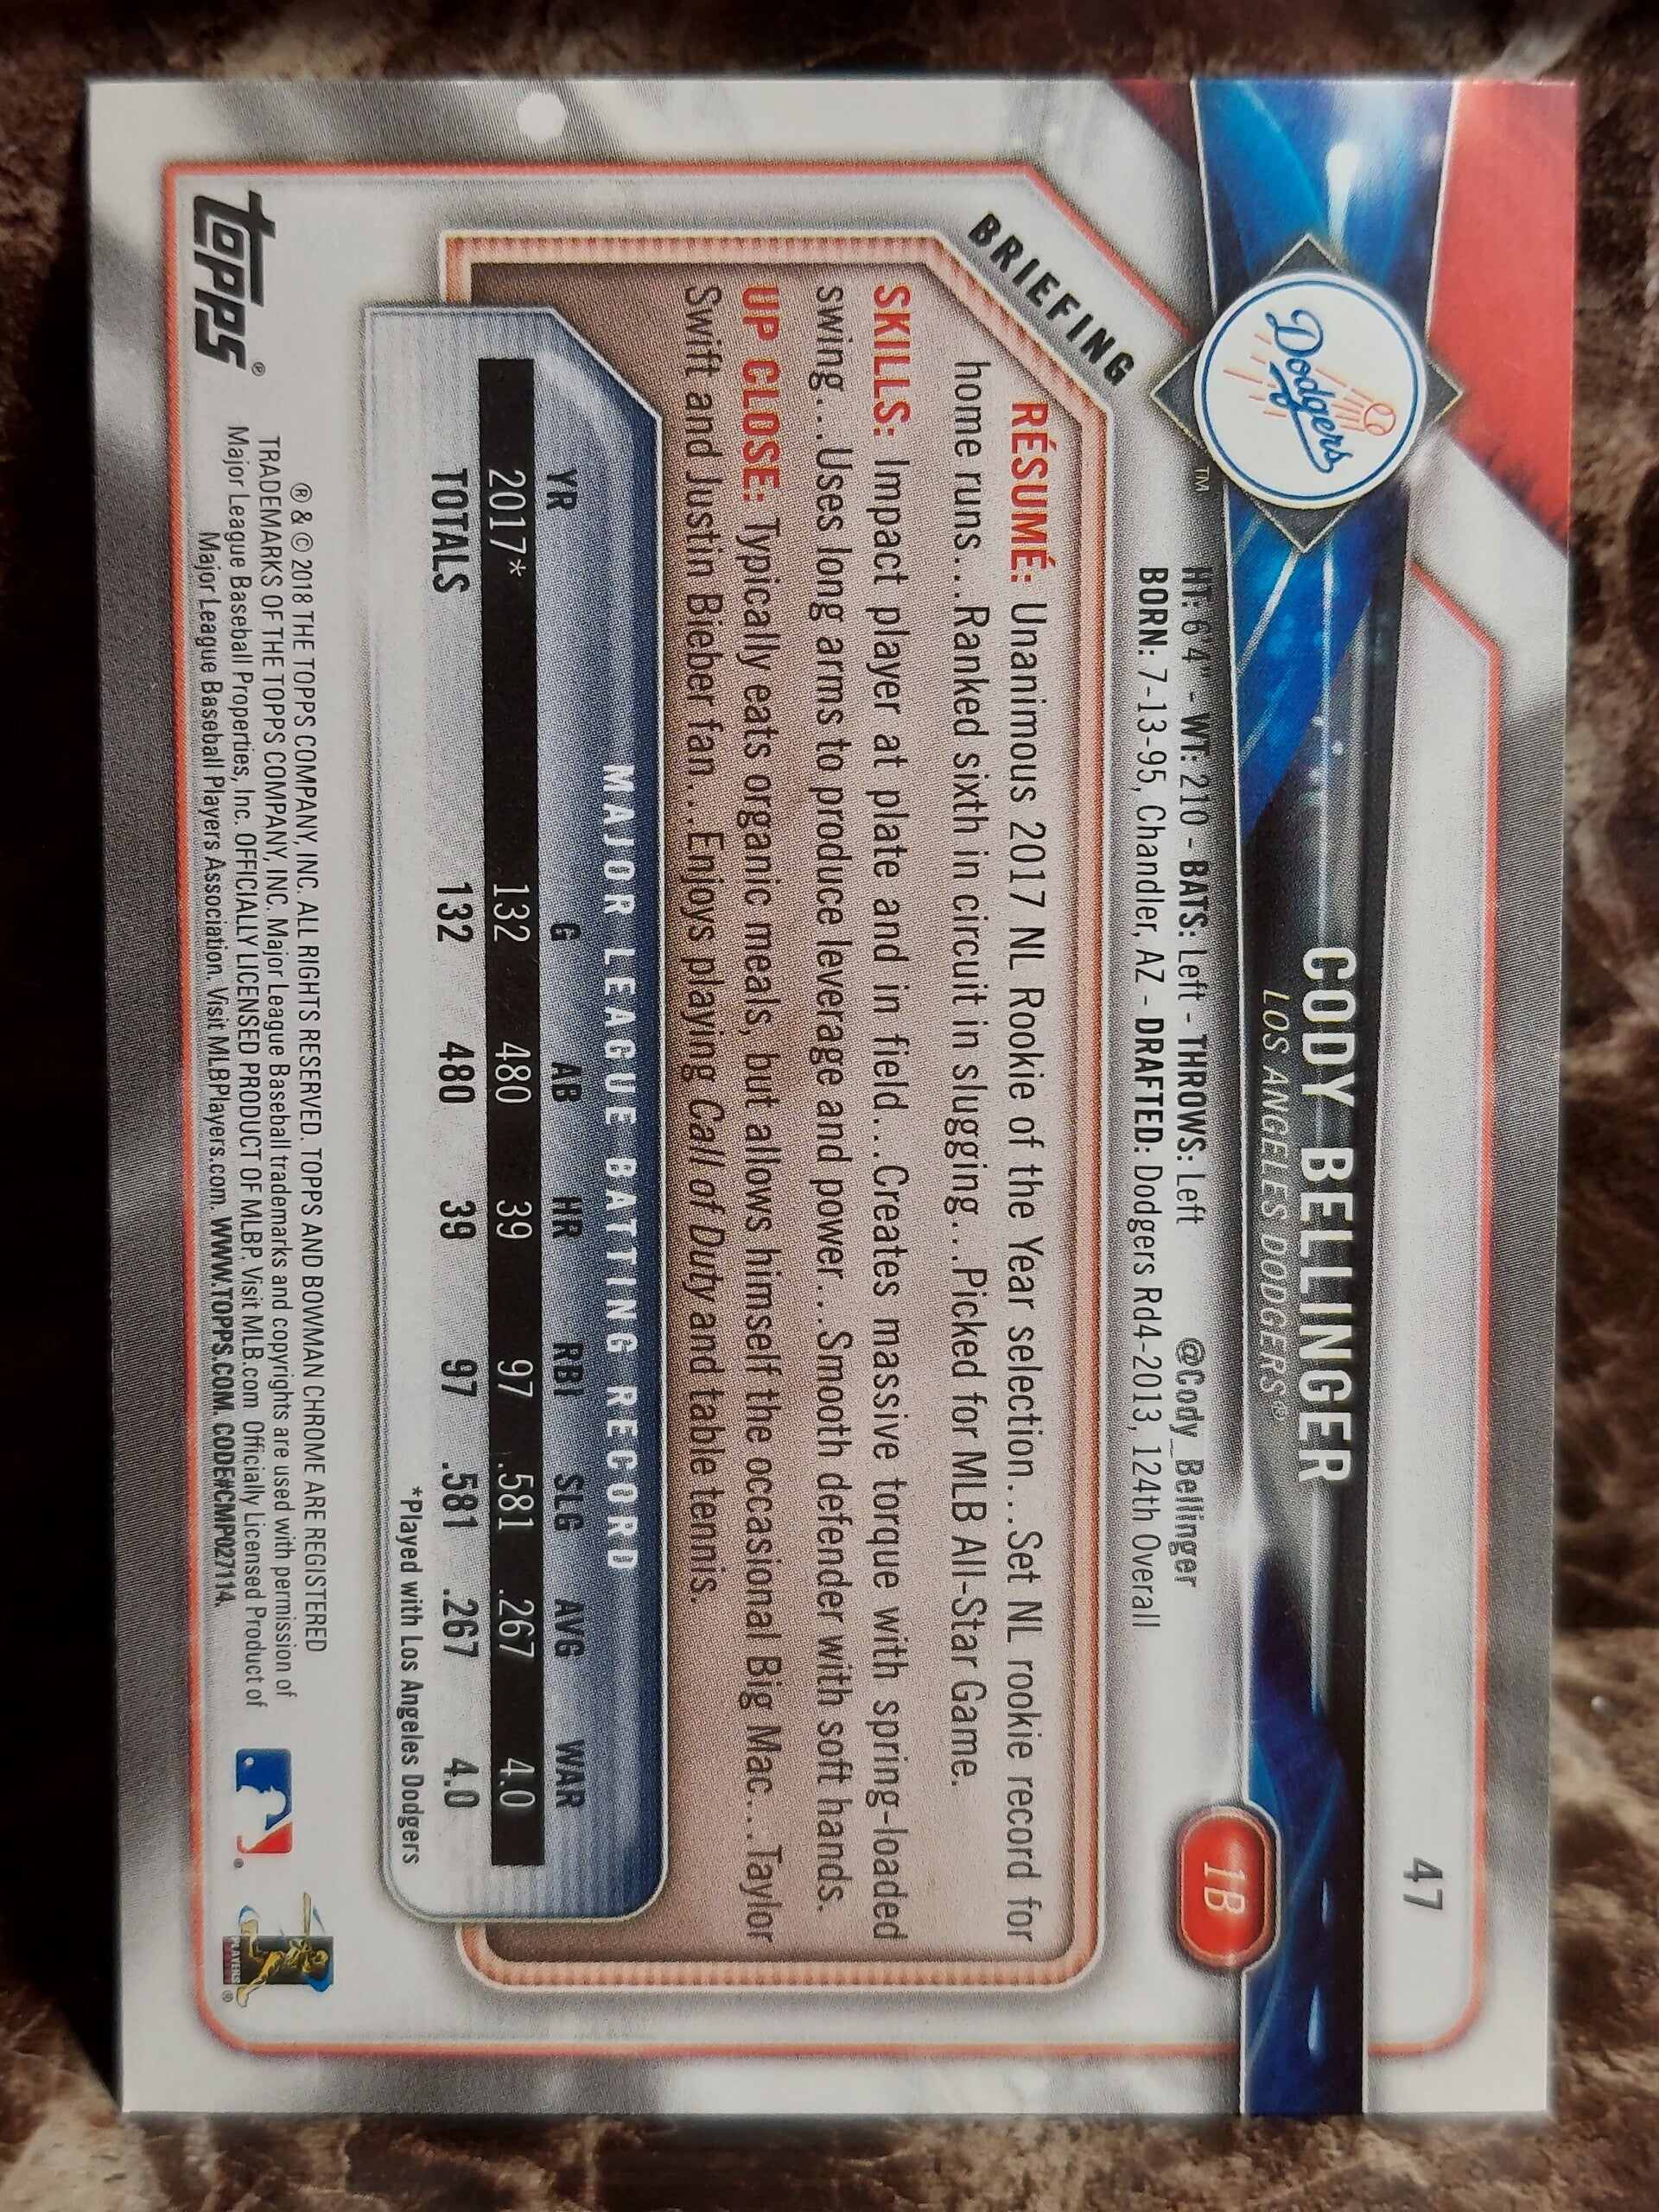 47
CODY BELLINGER
1B
LOS ANGELES DODGERS®
Dodgers
™
HT: 6'4" - WT: 210 - BATS: Left - THROWS: Left @Cody_Bellinger
BORN: 7-13-95, Chandler, AZ - DRAFTED: Dodgers Rd4-2013, 124th Overall
BRIEFING
RÉSUMÉ: Unanimous 2017 NL Rookie of the Year selection...Set NL rookie record for
home runs...Ranked sixth in circuit in slugging...Picked for MLB All-Star Game.
SKILLS: Impact player at plate and in field...Creates massive torque with spring-loaded
swing...Uses long arms to produce leverage and power...Smooth defender with soft hands.
UP CLOSE: Typically eats organic meals, but allows himself the occasional Big Mac...Taylor
Swift and Justin Bieber fan...Enjoys playing Call of Duty and table tennis.
MAJOR LEAGUE BATTING RECORD
YR G AB HR RBI SLG AVG WAR
2017* 132 480 39 97 .581 .267 4.0
TOTALS 132 480 39 97 .581 .267 4.0
*Played with Los Angeles Dodgers
topps®
® & © 2018 THE TOPPS COMPANY, INC. ALL RIGHTS RESERVED. TOPPS AND BOWMAN CHROME ARE REGISTERED
TRADEMARKS OF THE TOPPS COMPANY, INC. Major League Baseball trademarks and copyrights are used with permission of
Major League Baseball Properties, Inc. OFFICIALLY LICENSED PRODUCT OF MLBP. Visit MLB.com Officially Licensed Product of
Major League Baseball Players Association. Visit MLBPlayers.com. WWW.TOPPS.COM. CODE#CMP027114.
PLAYERS
®